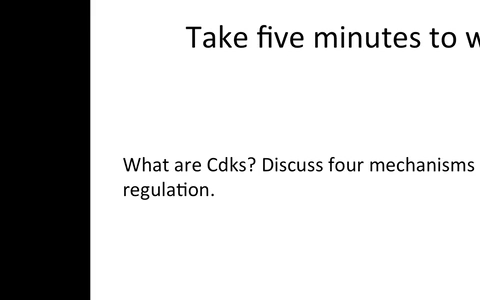 Take five minutes to
What are Cdks? Discuss four mechanisms
regulation.